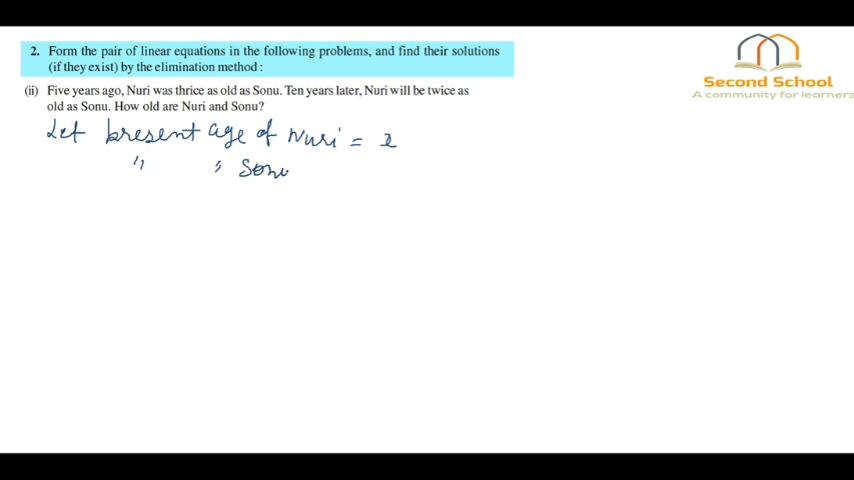 2. Form the pair of linear equations in the following problems, and find their solutions
(if they exist) by the elimination method :
(ii) Five years ago, Nuri was thrice as old as Sonu. Ten years later, Nuri will be twice as
old as Sonu. How old are Nuri and Sonu?
Let present age of Nuri = x
" " Sonu
Second School
A community for learners